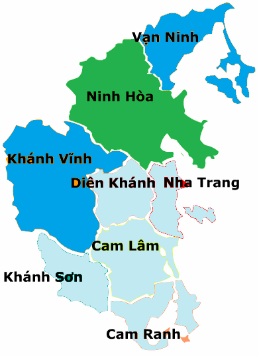 Vạn Ninh
Ninh Hòa
Khánh Vĩnh
Diên Khánh
Nha Trang
Cam Lâm
Khánh Sơn
Cam Ranh